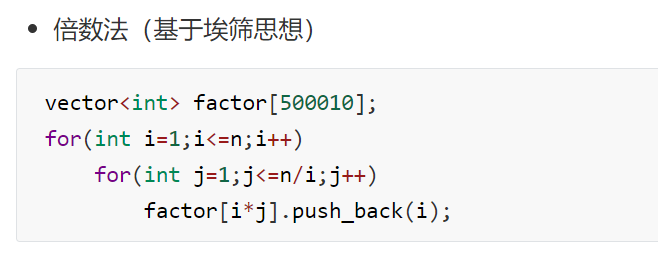 • 倍数法（基于埃筛思想）
vector<int> factor[500010];
for(int i=1;i<=n;i++)
    for(int j=1;j<=n/i;j++)
        factor[i*j].push_back(i);